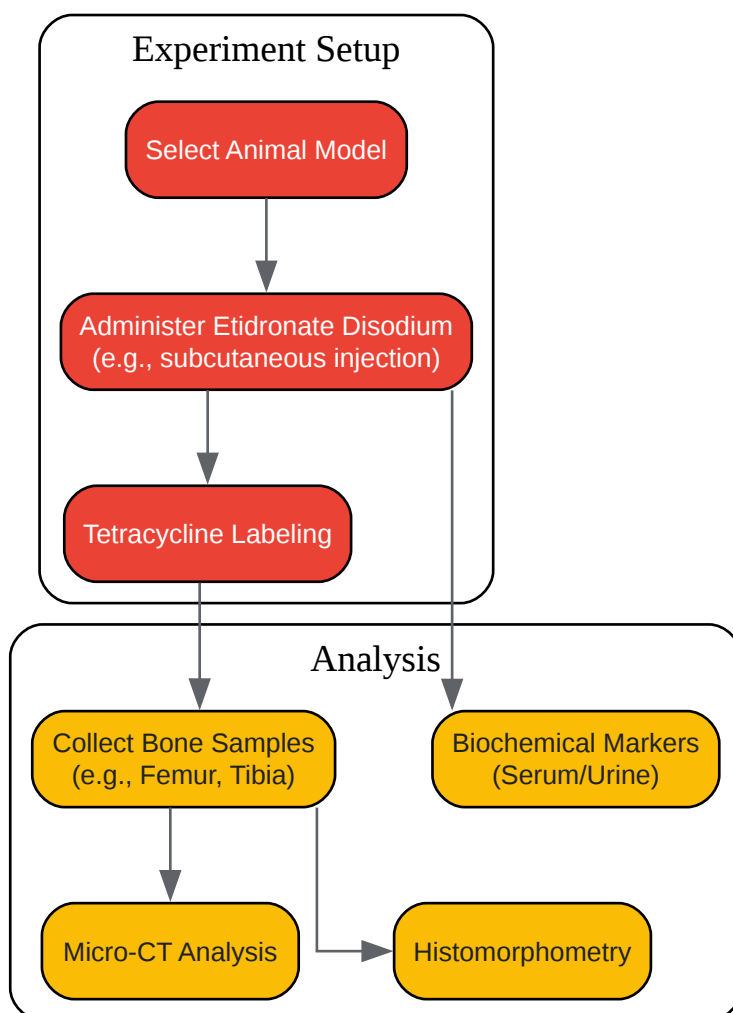 Experiment Setup
Select Animal Model
Administer Etidronate Disodium
(e.g., subcutaneous injection)
Tetracycline Labeling
Analysis
Collect Bone Samples
(e.g., Femur, Tibia)
Biochemical Markers
(Serum/Urine)
Micro-CT Analysis
Histomorphometry